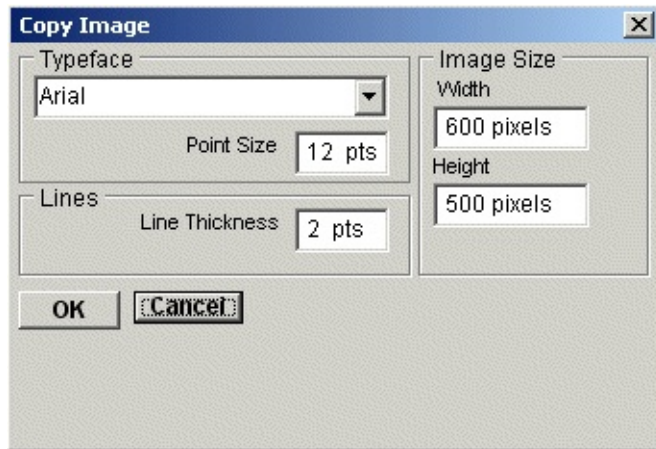 Copy Image
Typeface
Arial
Point Size 12 pts
Lines
Line Thickness 2 pts
Image Size
Width
600 pixels
Height
500 pixels
OK Cancel